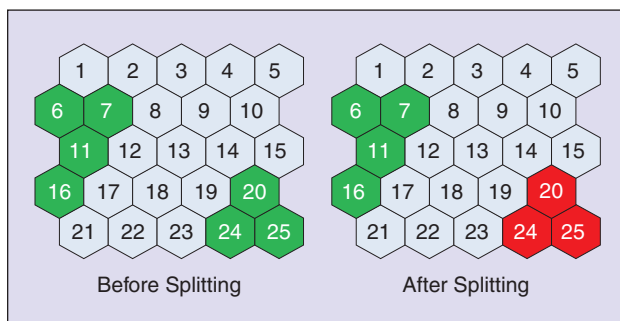 1 2 3 4 5 1 2 3 4 5
6 7 8 9 10 6 7 8 9 10
11 12 13 14 15 11 12 13 14 15
16 17 18 19 20 16 17 18 19 20
21 22 23 24 25 21 22 23 24 25
Before Splitting After Splitting